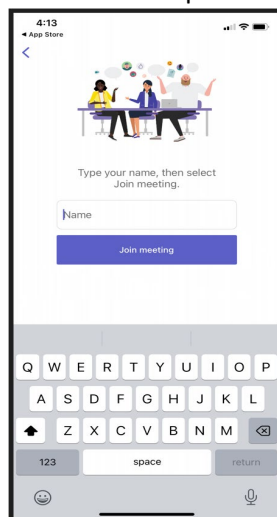 4:13
◄ App Store
Type your name, then select
Join meeting.
Name
Join meeting
Q W E R T Y U I O P
A S D F G H J K L
Z X C V B N M
123 space return